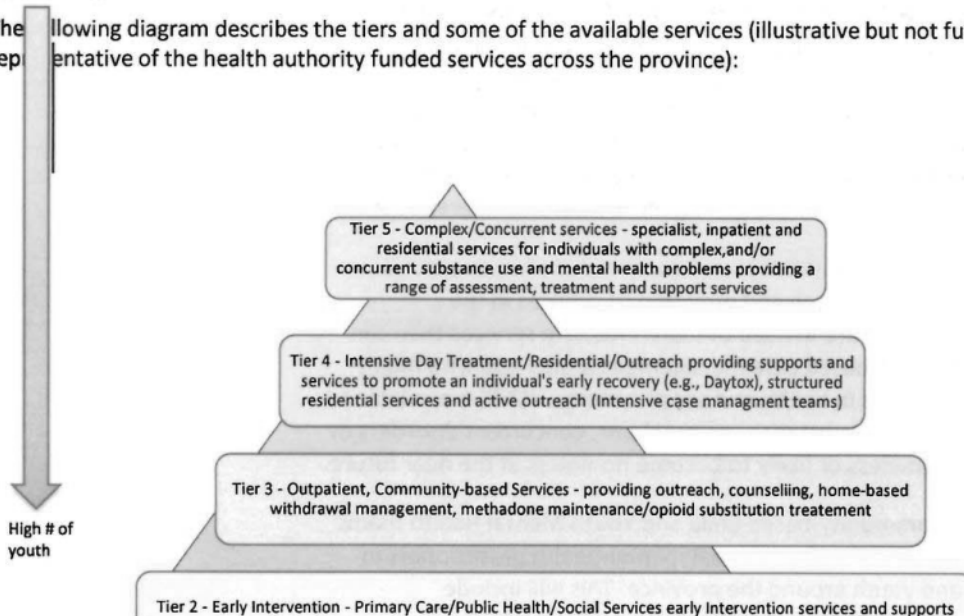 he llowing diagram describes the tiers and some of the available services (illustrative but not fu
ep entative of the health authority funded services across the province):
Tier 5 - Complex/Concurrent services - specialist, inpatient and
residential services for individuals with complex,and/or
concurrent substance use and mental health problems providing a
range of assessment, treatment and support services
Tier 4 - Intensive Day Treatment/Residential/Outreach providing supports and
services to promote an individual's early recovery (e.g., Daytox), structured
residential services and active outreach (Intensive case managment teams)
Tier 3 - Outpatient, Community-based Services - providing outreach, counseliing, home-based
withdrawal management, methadone maintenance/opioid substitution treatement
High # of
youth
Tier 2 - Early Intervention - Primary Care/Public Health/Social Services early Intervention services and supports